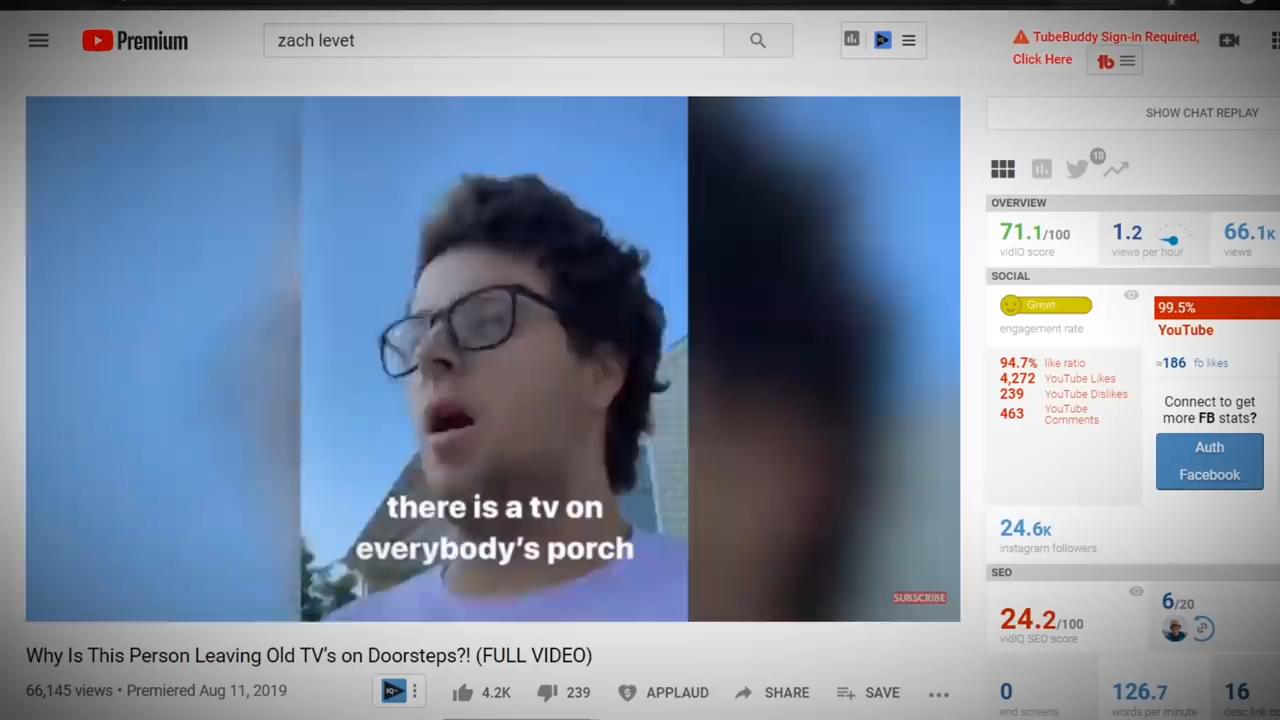 Premium
zach levet
TubeBuddy Sign-in Required,
Click Here
tb
SHOW CHAT REPLAY
18
OVERVIEW
71.1/100
vidIQ score
1.2
views per hour
66.1K
views
SOCIAL
Great
engagement rate
99.5%
YouTube
94.7% like ratio
4,272 YouTube Likes
239 YouTube Dislikes
463 YouTube Comments
≈186 fb likes
Connect to get
more FB stats?
Auth
Facebook
24.6K
instagram followers
SEO
24.2/100
vidIQ SEO score
6/20
0
end screens
126.7
words per minute
16
there is a tv on
everybody's porch
SUBSCRIBE
Why Is This Person Leaving Old TV's on Doorsteps?! (FULL VIDEO)
66,145 views • Premiered Aug 11, 2019
4.2K
239
APPLAUD
SHARE
SAVE